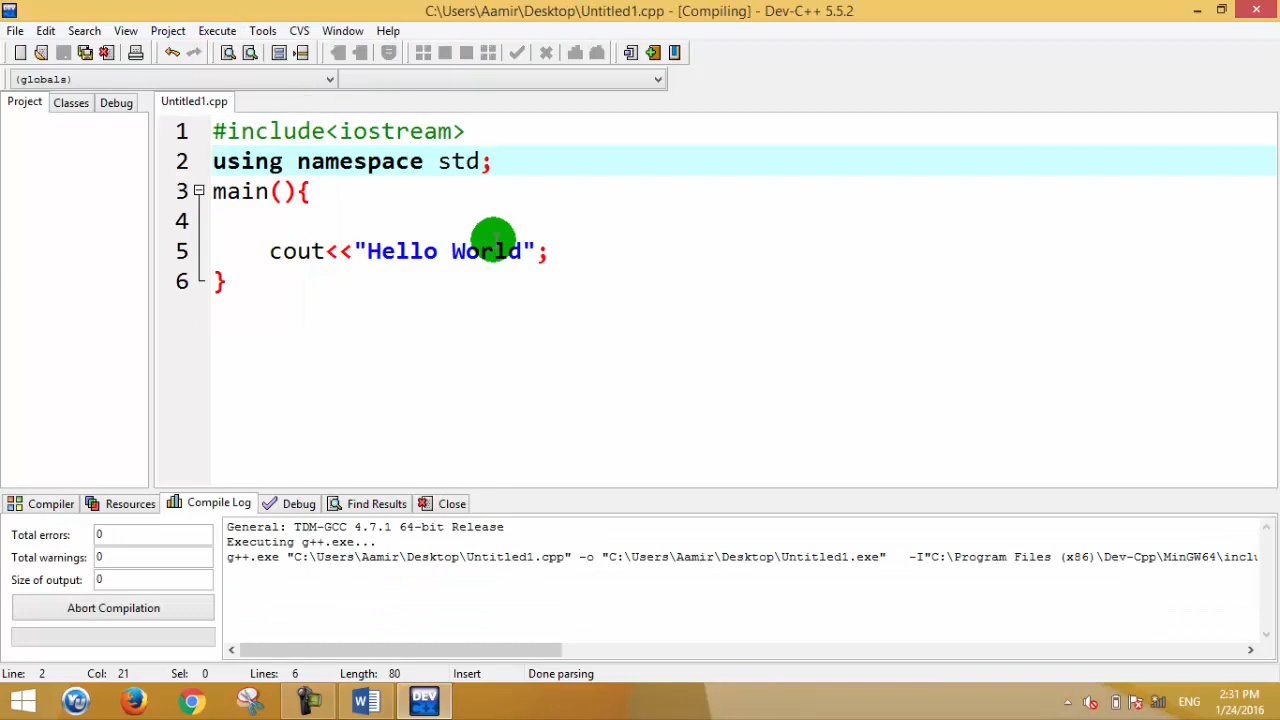 C:\Users\Aamir\Desktop\Untitled1.cpp - [Compiling] - Dev-C++ 5.5.2
File Edit Search View Project Execute Tools CVS Window Help
(globals)
Project Classes Debug Untitled1.cpp
1 #include<iostream>
2 using namespace std;
3 main(){
4
5 cout<<"Hello World";
6 }
Compiler Resources Compile Log Debug Find Results Close
Total errors: 0
Total warnings: 0
Size of output: 0
Abort Compilation
General: TDM-GCC 4.7.1 64-bit Release
Executing g++.exe...
g++.exe "C:\Users\Aamir\Desktop\Untitled1.cpp" -o "C:\Users\Aamir\Desktop\Untitled1.exe" -I"C:\Program Files (x86)\Dev-Cpp\MinGW64\inclu
Line: 2 Col: 21 Sel: 0 Lines: 6 Length: 80 Insert Done parsing
DEV
ENG
2:31 PM
1/24/2016